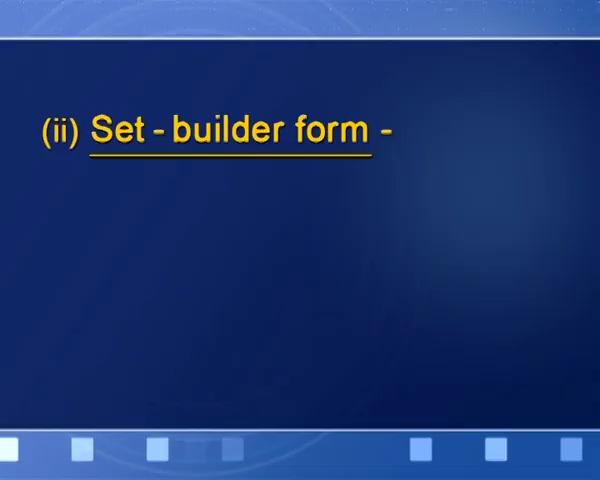 (ii) Set - builder form -